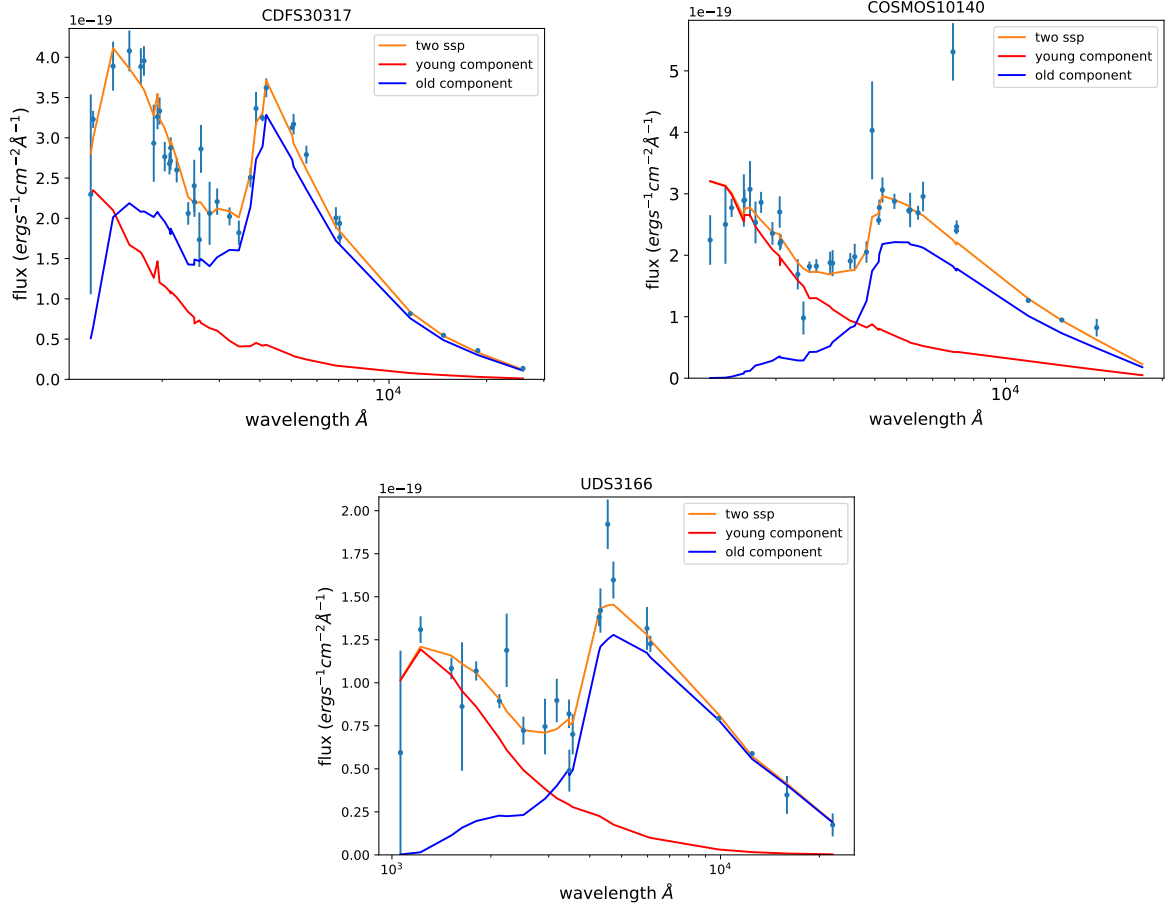 CDFS30317
1e−19
two ssp
young component
old component
4.0
3.5
3.0
2.5
2.0
1.5
1.0
0.5
0.0
flux (ergs⁻¹cm⁻²Å⁻¹)
10⁴
wavelength Å
COSMOS10140
1e−19
two ssp
young component
old component
5
4
3
2
1
0
flux (ergs⁻¹cm⁻²Å⁻¹)
10⁴
wavelength Å
UDS3166
1e−19
two ssp
young component
old component
2.00
1.75
1.50
1.25
1.00
0.75
0.50
0.25
0.00
flux (ergs⁻¹cm⁻²Å⁻¹)
10³ 10⁴
wavelength Å